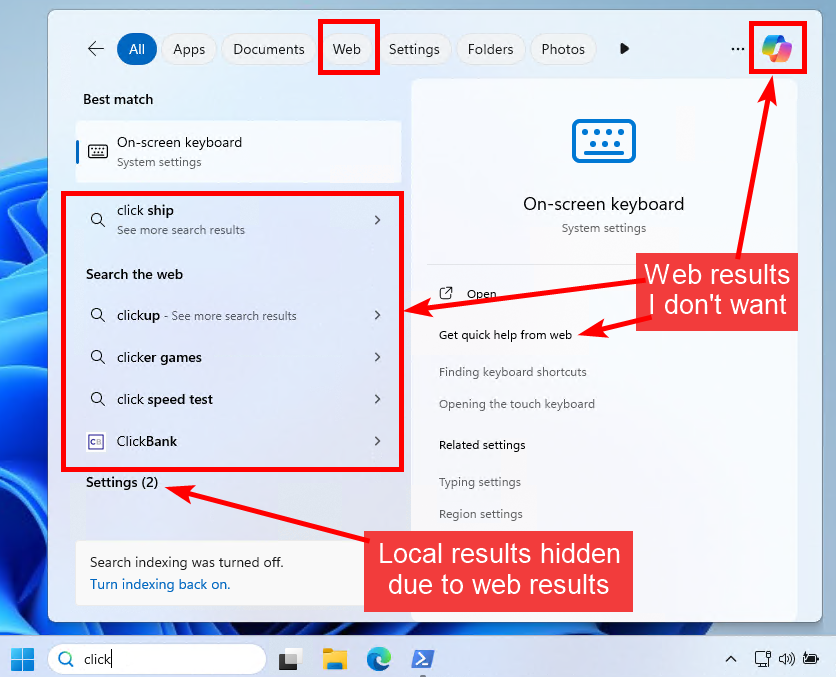 All
Apps
Documents
Web
Settings
Folders
Photos
Best match
On-screen keyboard
System settings
click ship
See more search results
Search the web
clickup - See more search results
clicker games
click speed test
CB
ClickBank
Settings (2)
Search indexing was turned off.
Turn indexing back on.
On-screen keyboard
System settings
Open
Get quick help from web
Finding keyboard shortcuts
Opening the touch keyboard
Related settings
Typing settings
Region settings
Web results
I don't want
Local results hidden
due to web results
click